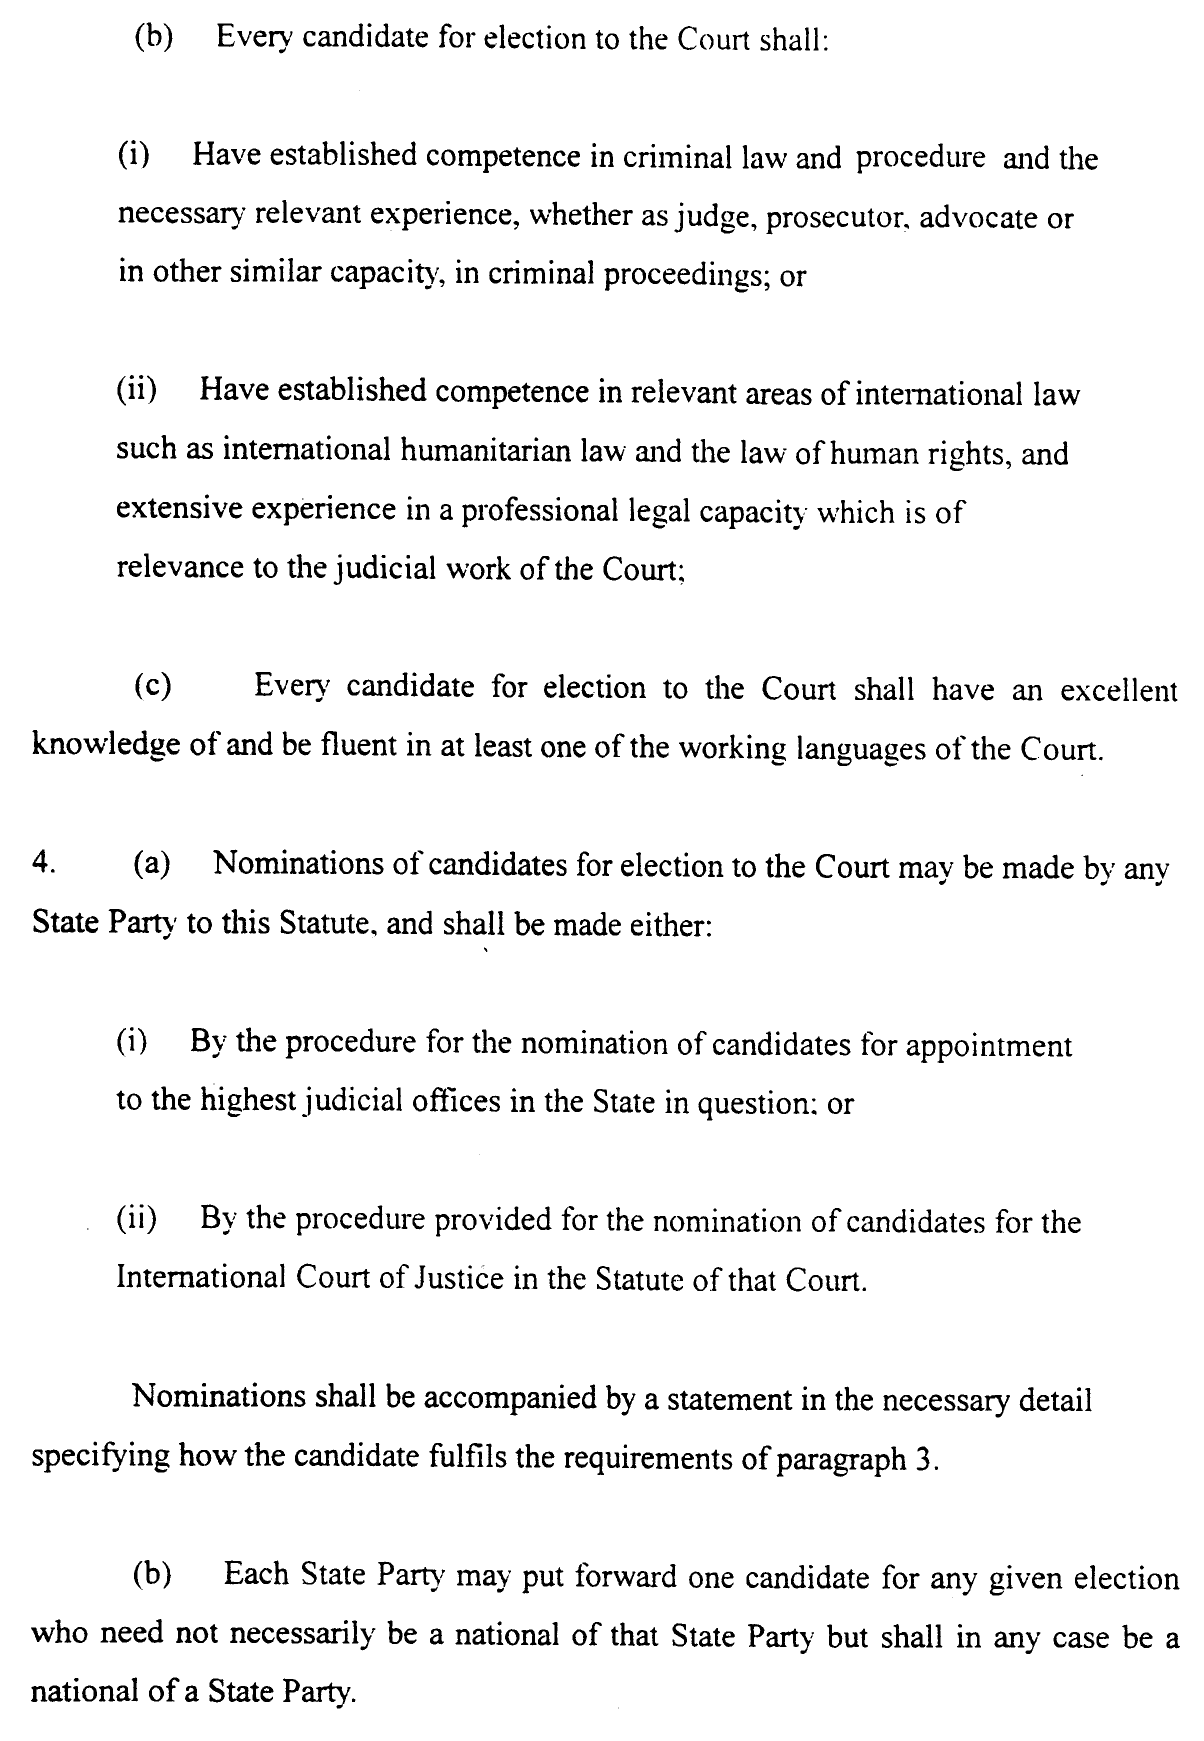 (b) Every candidate for election to the Court shall:
(i) Have established competence in criminal law and procedure and the
necessary relevant experience, whether as judge, prosecutor, advocate or
in other similar capacity, in criminal proceedings; or
(ii) Have established competence in relevant areas of international law
such as international humanitarian law and the law of human rights, and
extensive experience in a professional legal capacity which is of
relevance to the judicial work of the Court;
(c) Every candidate for election to the Court shall have an excellent
knowledge of and be fluent in at least one of the working languages of the Court.
4. (a) Nominations of candidates for election to the Court may be made by any
State Party to this Statute, and shall be made either:
(i) By the procedure for the nomination of candidates for appointment
to the highest judicial offices in the State in question; or
(ii) By the procedure provided for the nomination of candidates for the
International Court of Justice in the Statute of that Court.
Nominations shall be accompanied by a statement in the necessary detail
specifying how the candidate fulfils the requirements of paragraph 3.
(b) Each State Party may put forward one candidate for any given election
who need not necessarily be a national of that State Party but shall in any case be a
national of a State Party.